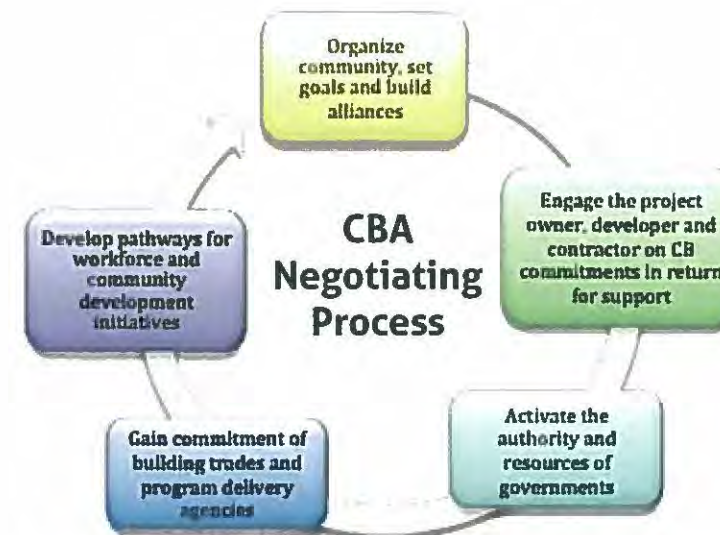 Organize
community, set
goals and build
alliances
Engage the project
owner, developer and
contractor on CB
commitments in return
for support
Activate the
authority and
resources of
governments
Gain commitment of
building trades and
program delivery
agencies
Develop pathways for
workforce and
community
development
initiatives
CBA
Negotiating
Process